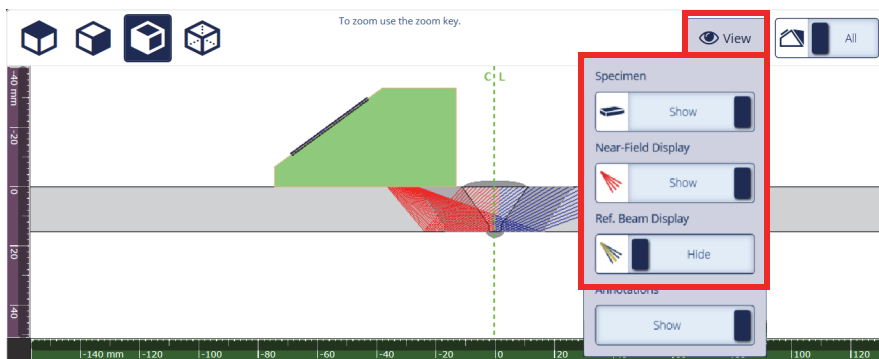 To zoom use the zoom key.
View
All
Specimen
Show
Near-Field Display
Show
Ref. Beam Display
Hide
Annotations
Show
C L
-40 mm
-20
0
20
40
-140 mm -120 -100 -80 -60 -40 -20 0 20 100 120